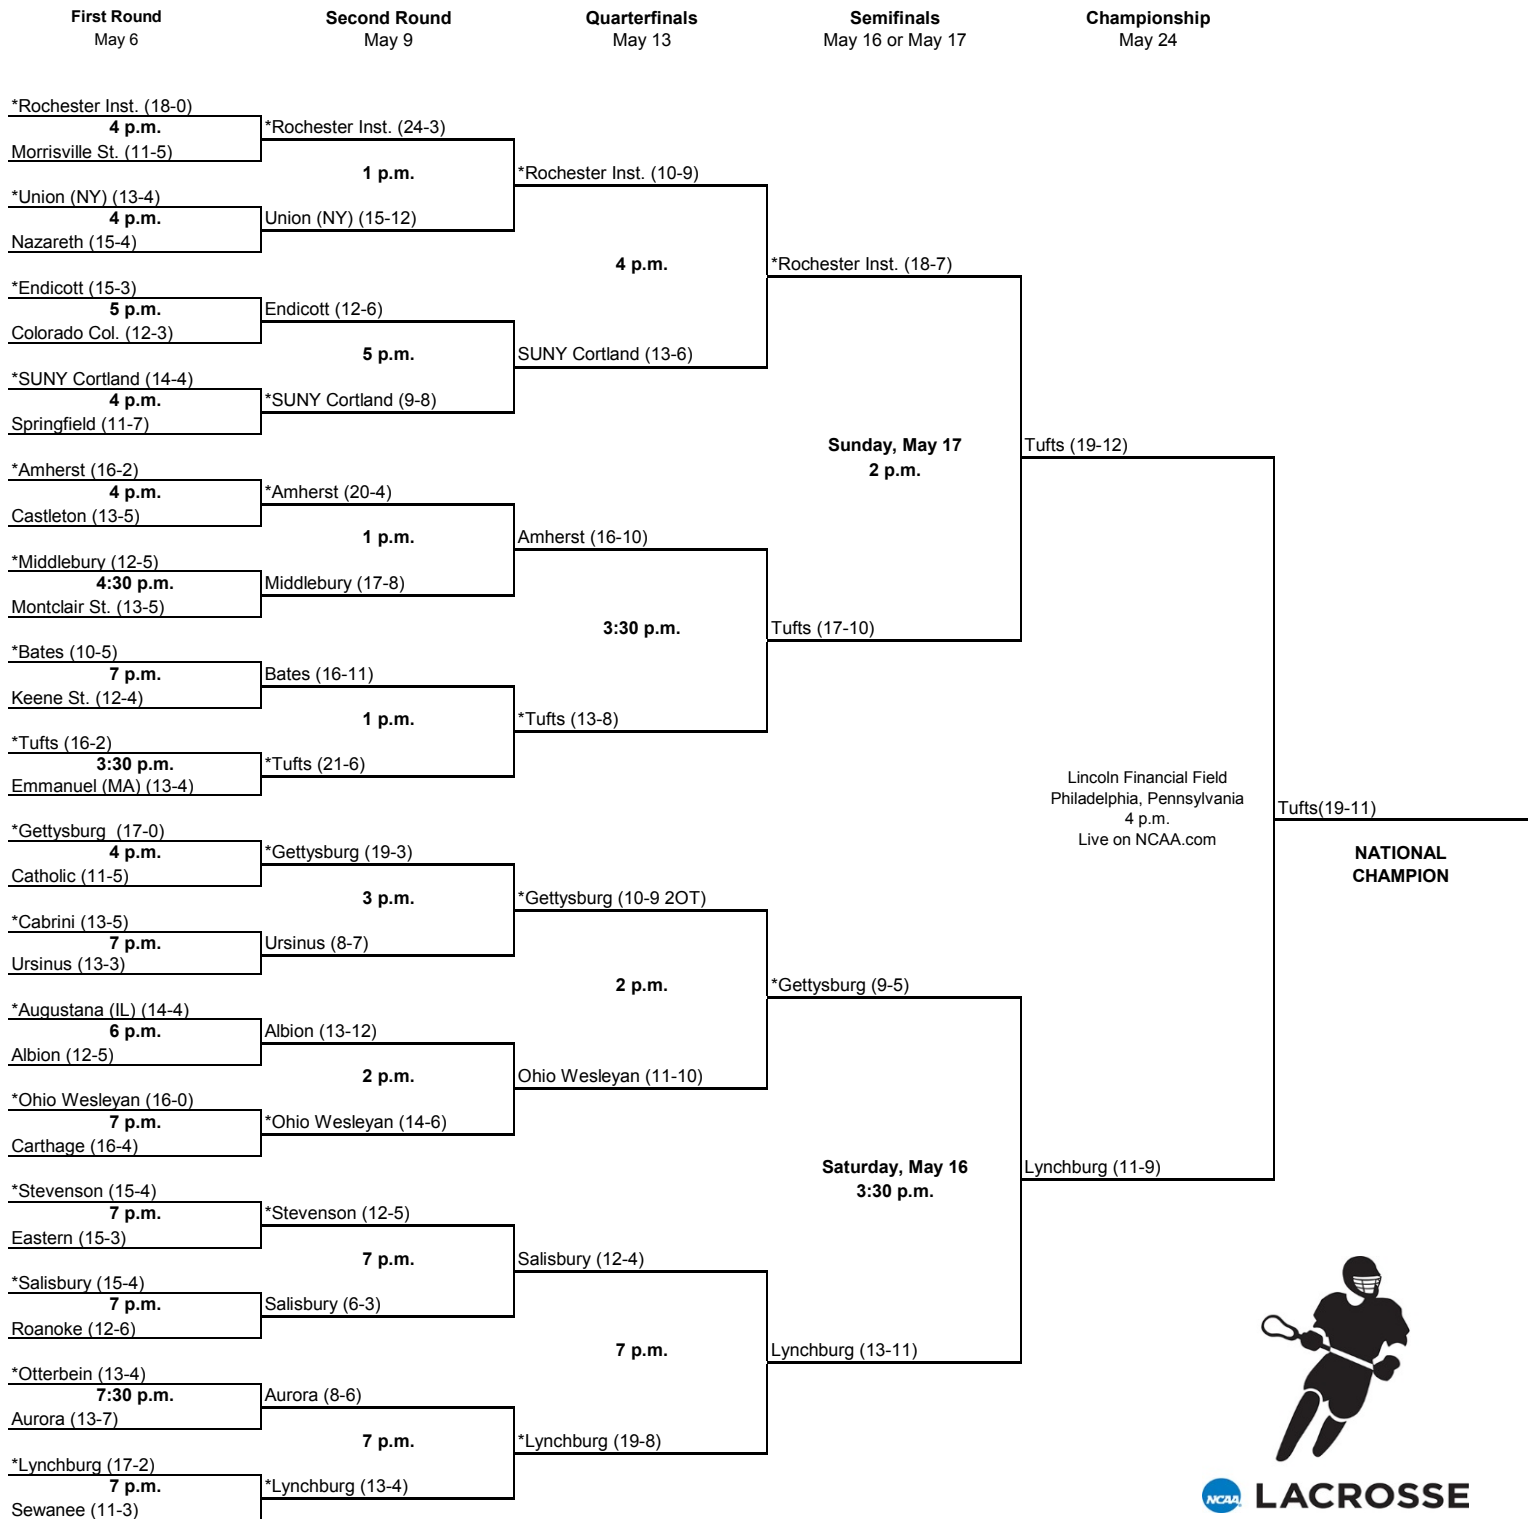 First Round
May 6
Second Round
May 9
Quarterfinals
May 13
Semifinals
May 16 or May 17
Championship
May 24
*Rochester Inst. (18-0)
4 p.m.
Morrisville St. (11-5)
*Union (NY) (13-4)
4 p.m.
Nazareth (15-4)
*Endicott (15-3)
5 p.m.
Colorado Col. (12-3)
*SUNY Cortland (14-4)
4 p.m.
Springfield (11-7)
*Amherst (16-2)
4 p.m.
Castleton (13-5)
*Middlebury (12-5)
4:30 p.m.
Montclair St. (13-5)
*Bates (10-5)
7 p.m.
Keene St. (12-4)
*Tufts (16-2)
3:30 p.m.
Emmanuel (MA) (13-4)
*Gettysburg  (17-0)
4 p.m.
Catholic (11-5)
*Cabrini (13-5)
7 p.m.
Ursinus (13-3)
*Augustana (IL) (14-4)
6 p.m.
Albion (12-5)
*Ohio Wesleyan (16-0)
7 p.m.
Carthage (16-4)
*Stevenson (15-4)
7 p.m.
Eastern (15-3)
*Salisbury (15-4)
7 p.m.
Roanoke (12-6)
*Otterbein (13-4)
7:30 p.m.
Aurora (13-7)
*Lynchburg (17-2)
7 p.m.
Sewanee (11-3)
*Rochester Inst. (24-3)
1 p.m.
Union (NY) (15-12)
Endicott (12-6)
5 p.m.
*SUNY Cortland (9-8)
*Amherst (20-4)
1 p.m.
Middlebury (17-8)
Bates (16-11)
1 p.m.
*Tufts (21-6)
*Gettysburg (19-3)
3 p.m.
Ursinus (8-7)
Albion (13-12)
2 p.m.
*Ohio Wesleyan (14-6)
*Stevenson (12-5)
7 p.m.
Salisbury (6-3)
Aurora (8-6)
7 p.m.
*Lynchburg (13-4)
*Rochester Inst. (10-9)
4 p.m.
SUNY Cortland (13-6)
Amherst (16-10)
3:30 p.m.
*Tufts (13-8)
*Gettysburg (10-9 2OT)
2 p.m.
Ohio Wesleyan (11-10)
Salisbury (12-4)
7 p.m.
*Lynchburg (19-8)
*Rochester Inst. (18-7)
Sunday, May 17
2 p.m.
Tufts (17-10)
*Gettysburg (9-5)
Saturday, May 16
3:30 p.m.
Lynchburg (13-11)
Tufts (19-12)
Lincoln Financial Field
Philadelphia, Pennsylvania
4 p.m.
Live on NCAA.com
Lynchburg (11-9)
Tufts(19-11)
NATIONAL
CHAMPION
NCAA LACROSSE